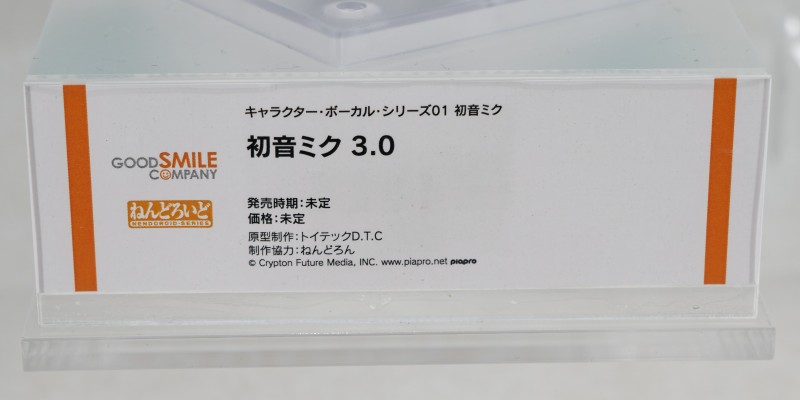 キャラクター・ボーカル・シリーズ01 初音ミク
初音ミク 3.0
GOODSMILE
COMPANY
ねんどろいど
NENDOROID-SERIES
発売時期:未定
価格:未定
原型制作:トイテックD.T.C
制作協力:ねんどろん
© Crypton Future Media, INC. www.piapro.net piapro